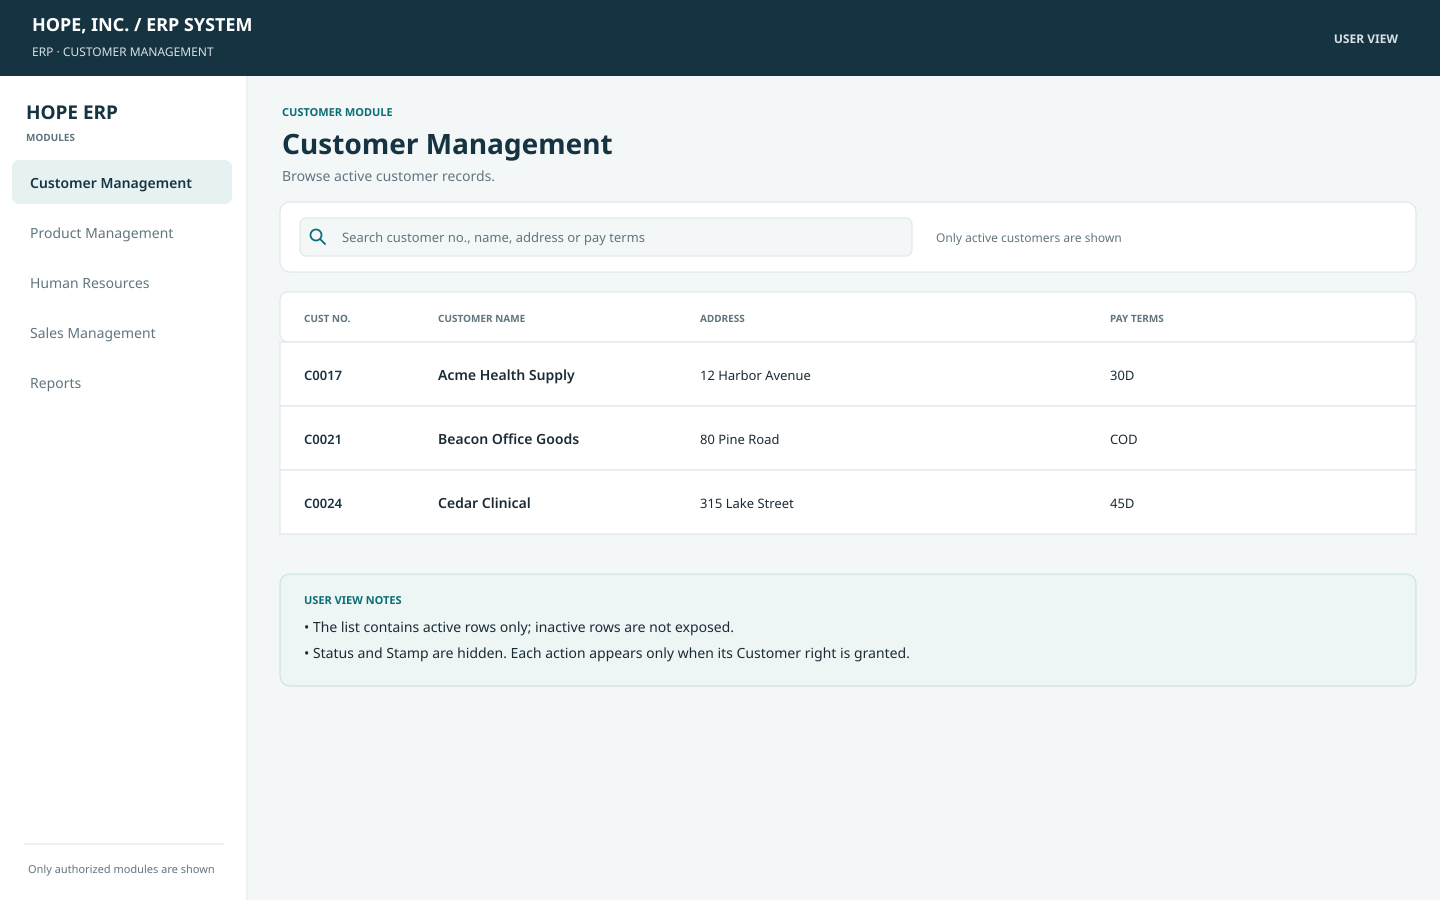 HOPE, INC. / ERP SYSTEM
ERP · CUSTOMER MANAGEMENT
USER VIEW
HOPE ERP
MODULES
Customer Management
Product Management
Human Resources
Sales Management
Reports
Only authorized modules are shown
CUSTOMER MODULE
Customer Management
Browse active customer records.
Search customer no., name, address or pay terms
Only active customers are shown
CUST NO. CUSTOMER NAME ADDRESS PAY TERMS
C0017 Acme Health Supply 12 Harbor Avenue 30D
C0021 Beacon Office Goods 80 Pine Road COD
C0024 Cedar Clinical 315 Lake Street 45D
USER VIEW NOTES
• The list contains active rows only; inactive rows are not exposed.
• Status and Stamp are hidden. Each action appears only when its Customer right is granted.